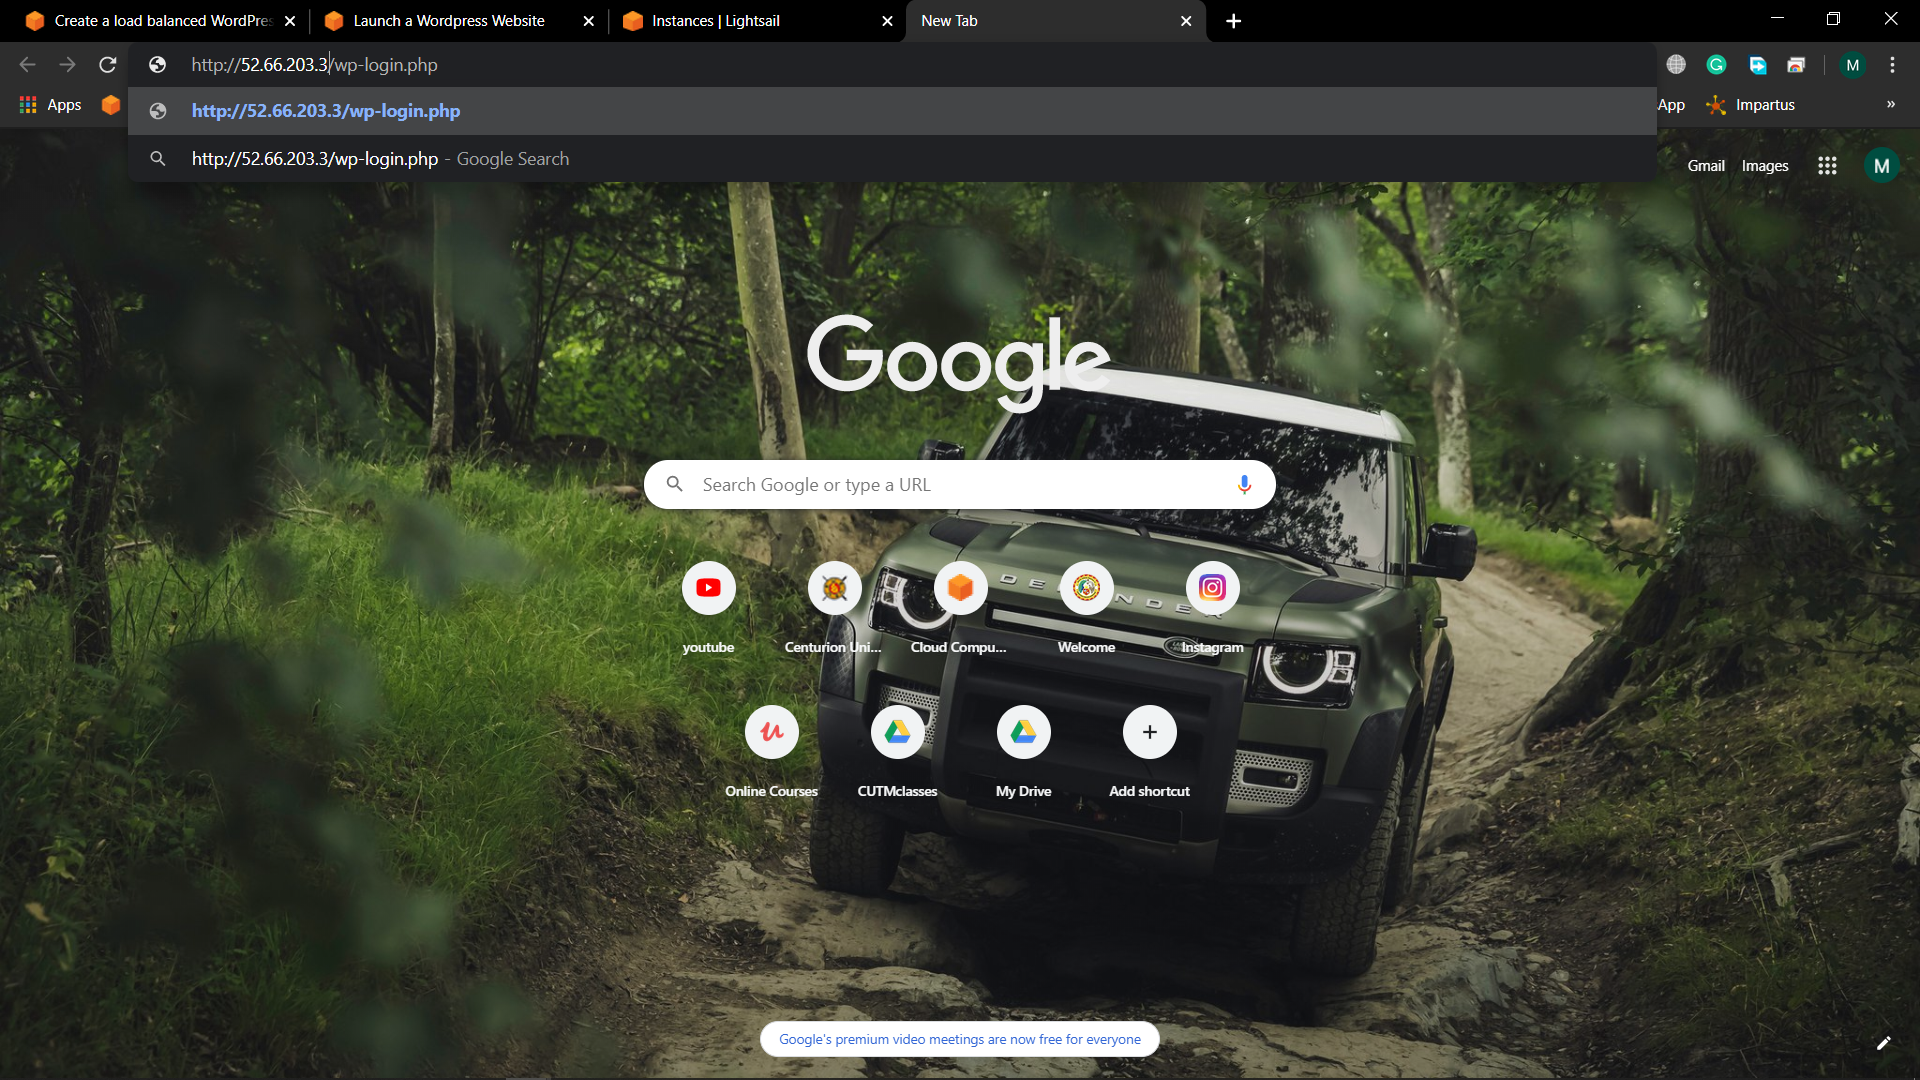 Create a load balanced WordPres
Launch a Wordpress Website
Instances | Lightsail
New Tab
http://52.66.203.3/wp-login.php
M
Apps
App
Impartus
»
http://52.66.203.3/wp-login.php
http://52.66.203.3/wp-login.php - Google Search
Gmail
Images
M
Google
Search Google or type a URL
DEFENDER
youtube
Centurion Uni...
Cloud Compu...
Welcome
Instagram
Online Courses
CUTMclasses
My Drive
Add shortcut
Google's premium video meetings are now free for everyone